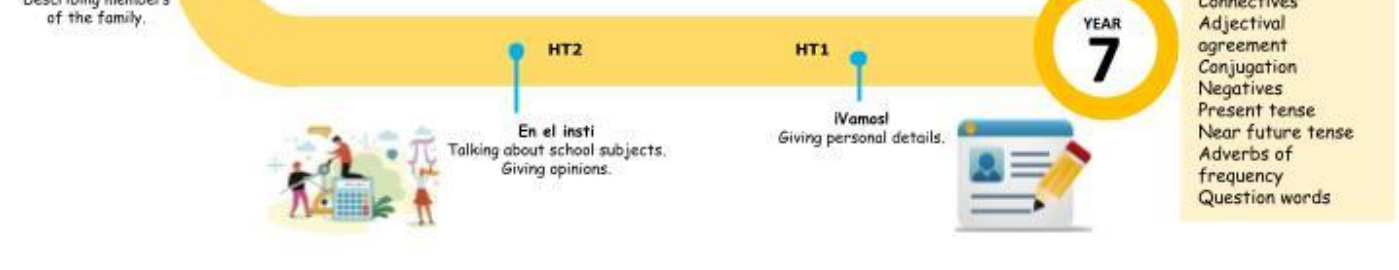 Describing members
of the family.
HT2
HT1
YEAR
7
En el insti
Talking about school subjects.
Giving opinions.
¡Vamos!
Giving personal details.
Connectives
Adjectival
agreement
Conjugation
Negatives
Present tense
Near future tense
Adverbs of
frequency
Question words